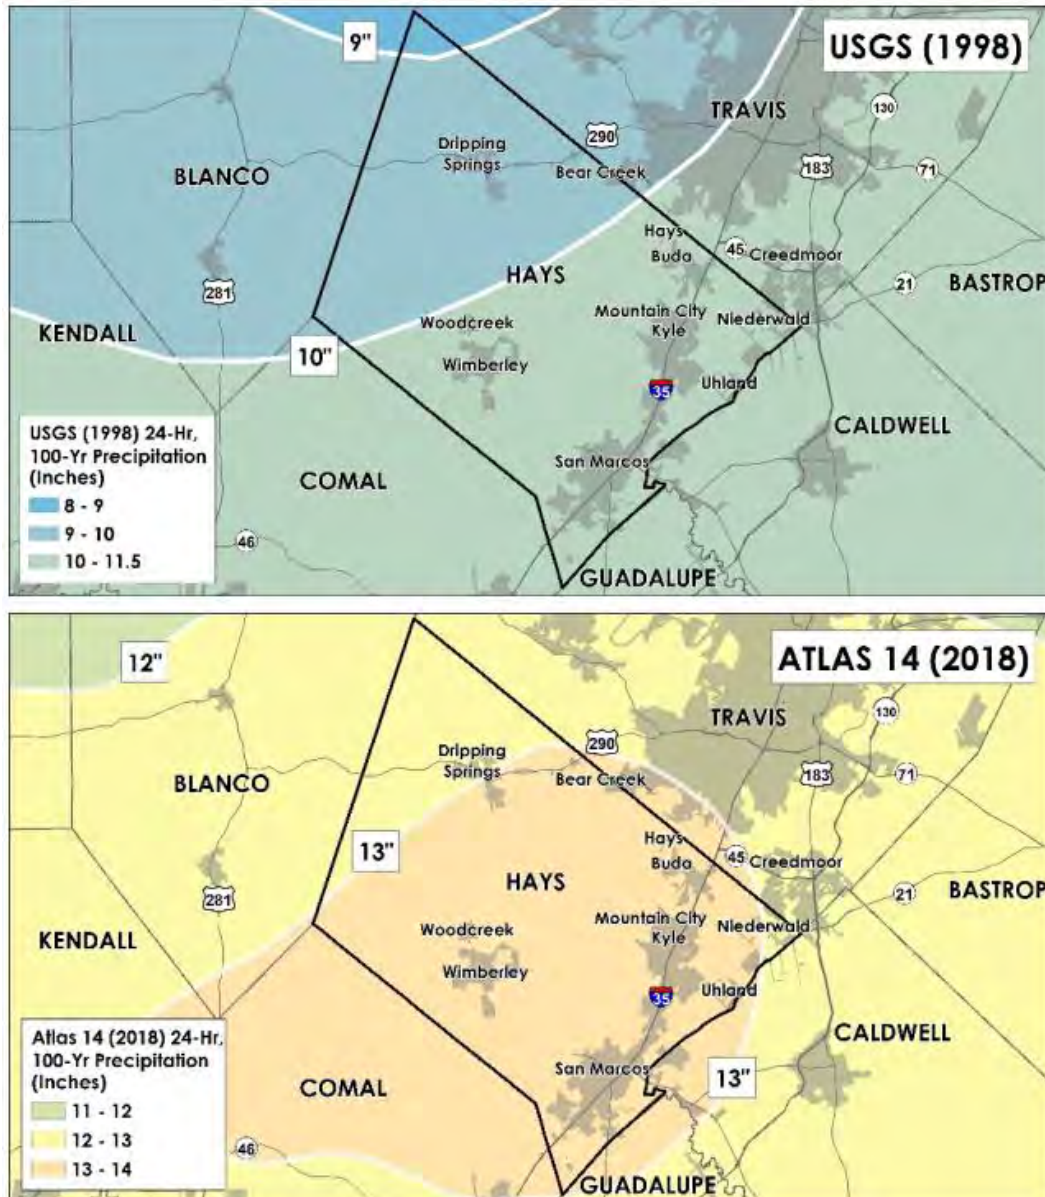 9"
USGS (1998)
TRAVIS
130
290
Dripping
Springs
Bear Creek
183
71
BLANCO
Hays
Buda
45
Creedmoor
HAYS
281
21
BASTROP
KENDALL
Woodcreek
Mountain City
Kyle
Niederwald
10"
Wimberley
35
Uhland
CALDWELL
USGS (1998) 24-Hr,
100-Yr Precipitation
(Inches)
8 - 9
9 - 10
10 - 11.5
COMAL
San Marcos
46
GUADALUPE
12"
ATLAS 14 (2018)
TRAVIS
130
290
Dripping
Springs
Bear Creek
183
71
BLANCO
13"
Hays
Buda
45
Creedmoor
HAYS
281
21
BASTROP
KENDALL
Woodcreek
Mountain City
Kyle
Niederwald
Wimberley
35
Uhland
CALDWELL
Atlas 14 (2018) 24-Hr,
100-Yr Precipitation
(Inches)
11 - 12
12 - 13
13 - 14
COMAL
San Marcos
13"
46
GUADALUPE